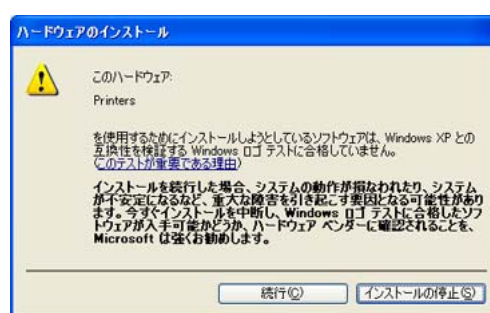 ハードウェアのインストール
このハードウェア:
Printers
を使用するためにインストールしようとしているソフトウェアは、Windows XP との
互換性を検証する Windows ロゴ テストに合格していません。
(このテストが重要である理由)
インストールを続行した場合、システムの動作が損なわれたり、システム
が不安定になるなど、重大な障害を引き起こす要因となる可能性があり
ます。今すぐインストールを中断し、Windows ロゴ テストに合格したソフ
トウェアが入手可能かどうか、ハードウェア ベンダーに確認されることを、
Microsoft は強くお勧めします。
続行(C)
インストールの停止(S)